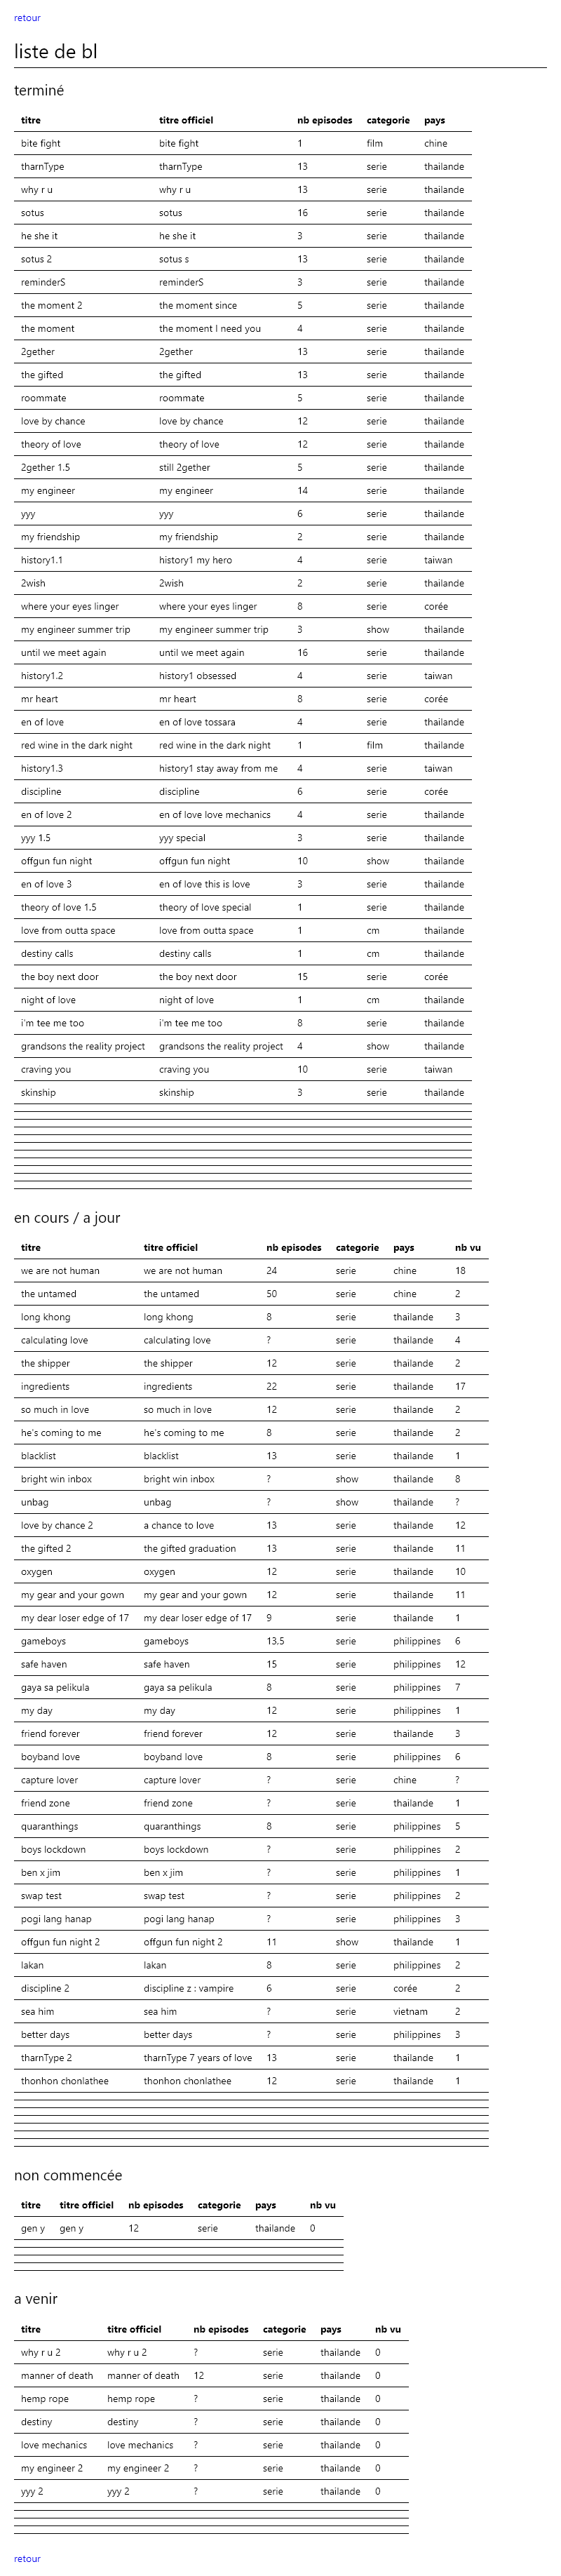 retour
liste de bl
terminé
titre titre officiel nb episodes categorie pays
bite fight bite fight 1 film chine
tharnType tharnType 13 serie thailande
why r u why r u 13 serie thailande
sotus sotus 16 serie thailande
he she it he she it 3 serie thailande
sotus 2 sotus s 13 serie thailande
reminderS reminderS 3 serie thailande
the moment 2 the moment since 5 serie thailande
the moment the moment I need you 4 serie thailande
2gether 2gether 13 serie thailande
the gifted the gifted 13 serie thailande
roommate roommate 5 serie thailande
love by chance love by chance 12 serie thailande
theory of love theory of love 12 serie thailande
2gether 1.5 still 2gether 5 serie thailande
my engineer my engineer 14 serie thailande
yyy yyy 6 serie thailande
my friendship my friendship 2 serie thailande
history1.1 history1 my hero 4 serie taiwan
2wish 2wish 2 serie thailande
where your eyes linger where your eyes linger 8 serie corée
my engineer summer trip my engineer summer trip 3 show thailande
until we meet again until we meet again 16 serie thailande
history1.2 history1 obsessed 4 serie taiwan
mr heart mr heart 8 serie corée
en of love en of love tossara 4 serie thailande
red wine in the dark night red wine in the dark night 1 film thailande
history1.3 history1 stay away from me 4 serie taiwan
discipline discipline 6 serie corée
en of love 2 en of love love mechanics 4 serie thailande
yyy 1.5 yyy special 3 serie thailande
offgun fun night offgun fun night 10 show thailande
en of love 3 en of love this is love 3 serie thailande
theory of love 1.5 theory of love special 1 serie thailande
love from outta space love from outta space 1 cm thailande
destiny calls destiny calls 1 cm thailande
the boy next door the boy next door 15 serie corée
night of love night of love 1 cm thailande
i'm tee me too i'm tee me too 8 serie thailande
grandsons the reality project grandsons the reality project 4 show thailande
craving you craving you 10 serie taiwan
skinship skinship 3 serie thailande
en cours / a jour
titre titre officiel nb episodes categorie pays nb vu
we are not human we are not human 24 serie chine 18
the untamed the untamed 50 serie chine 2
long khong long khong 8 serie thailande 3
calculating love calculating love ? serie thailande 4
the shipper the shipper 12 serie thailande 2
ingredients ingredients 22 serie thailande 17
so much in love so much in love 12 serie thailande 2
he's coming to me he's coming to me 8 serie thailande 2
blacklist blacklist 13 serie thailande 1
bright win inbox bright win inbox ? show thailande 8
unbag unbag ? show thailande ?
love by chance 2 a chance to love 13 serie thailande 12
the gifted 2 the gifted graduation 13 serie thailande 11
oxygen oxygen 12 serie thailande 10
my gear and your gown my gear and your gown 12 serie thailande 11
my dear loser edge of 17 my dear loser edge of 17 9 serie thailande 1
gameboys gameboys 13,5 serie philippines 6
safe haven safe haven 15 serie philippines 12
gaya sa pelikula gaya sa pelikula 8 serie philippines 7
my day my day 12 serie philippines 1
friend forever friend forever 12 serie thailande 3
boyband love boyband love 8 serie philippines 6
capture lover capture lover ? serie chine ?
friend zone friend zone ? serie thailande 1
quaranthings quaranthings 8 serie philippines 5
boys lockdown boys lockdown ? serie philippines 2
ben x jim ben x jim ? serie philippines 1
swap test swap test ? serie philippines 2
pogi lang hanap pogi lang hanap ? serie philippines 3
offgun fun night 2 offgun fun night 2 11 show thailande 1
lakan lakan 8 serie philippines 2
discipline 2 discipline z : vampire 6 serie corée 2
sea him sea him ? serie vietnam 2
better days better days ? serie philippines 3
tharnType 2 tharnType 7 years of love 13 serie thailande 1
thonhon chonlathee thonhon chonlathee 12 serie thailande 1
non commencée
titre titre officiel nb episodes categorie pays nb vu
gen y gen y 12 serie thailande 0
a venir
titre titre officiel nb episodes categorie pays nb vu
why r u 2 why r u 2 ? serie thailande 0
manner of death manner of death 12 serie thailande 0
hemp rope hemp rope ? serie thailande 0
destiny destiny ? serie thailande 0
love mechanics love mechanics ? serie thailande 0
my engineer 2 my engineer 2 ? serie thailande 0
yyy 2 yyy 2 ? serie thailande 0
retour